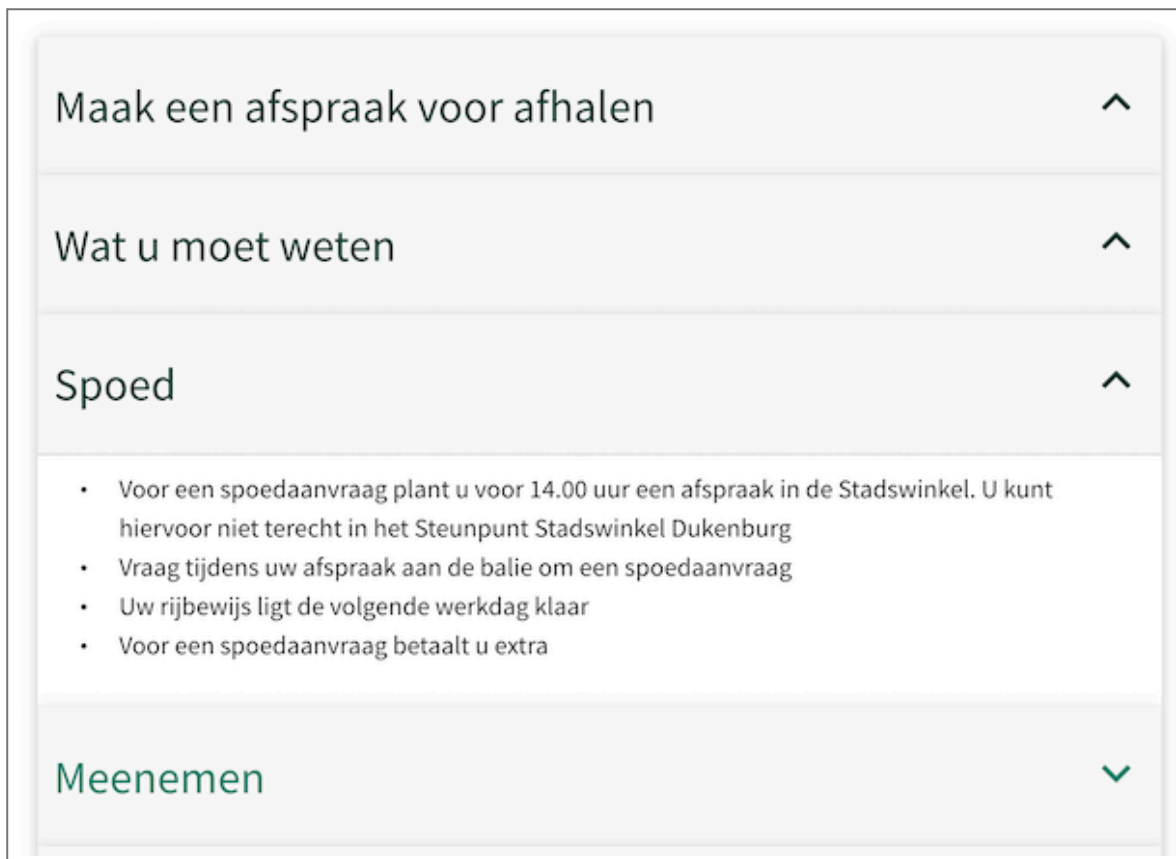 Maak een afspraak voor afhalen
Wat u moet weten
Spoed
• Voor een spoedaanvraag plant u voor 14.00 uur een afspraak in de Stadswinkel. U kunt
hiervoor niet terecht in het Steunpunt Stadswinkel Dukenburg
• Vraag tijdens uw afspraak aan de balie om een spoedaanvraag
• Uw rijbewijs ligt de volgende werkdag klaar
• Voor een spoedaanvraag betaalt u extra
Meenemen